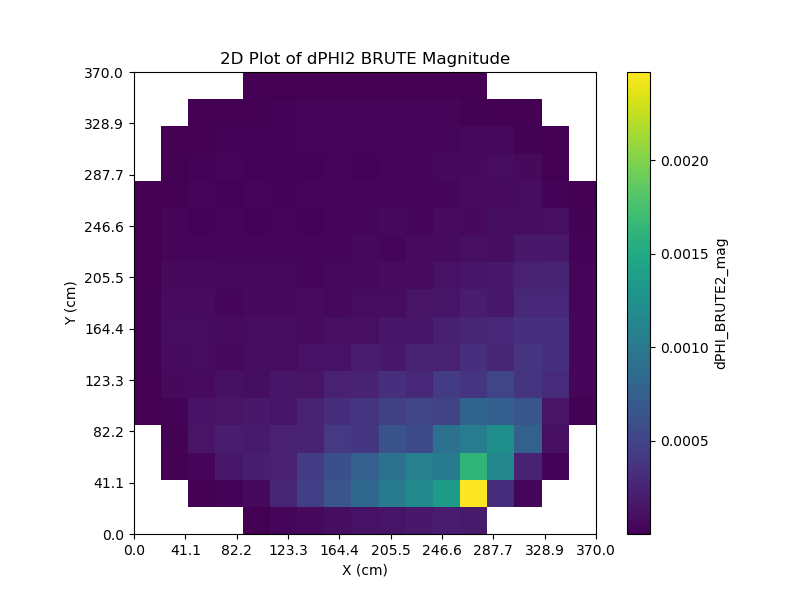 2D Plot of dPHI2 BRUTE Magnitude
370.0
328.9
287.7
246.6
205.5
164.4
123.3
82.2
41.1
0.0
Y (cm)
0.0 41.1 82.2 123.3 164.4 205.5 246.6 287.7 328.9 370.0
X (cm)
0.0020
0.0015
0.0010
0.0005
dPHI_BRUTE2_mag